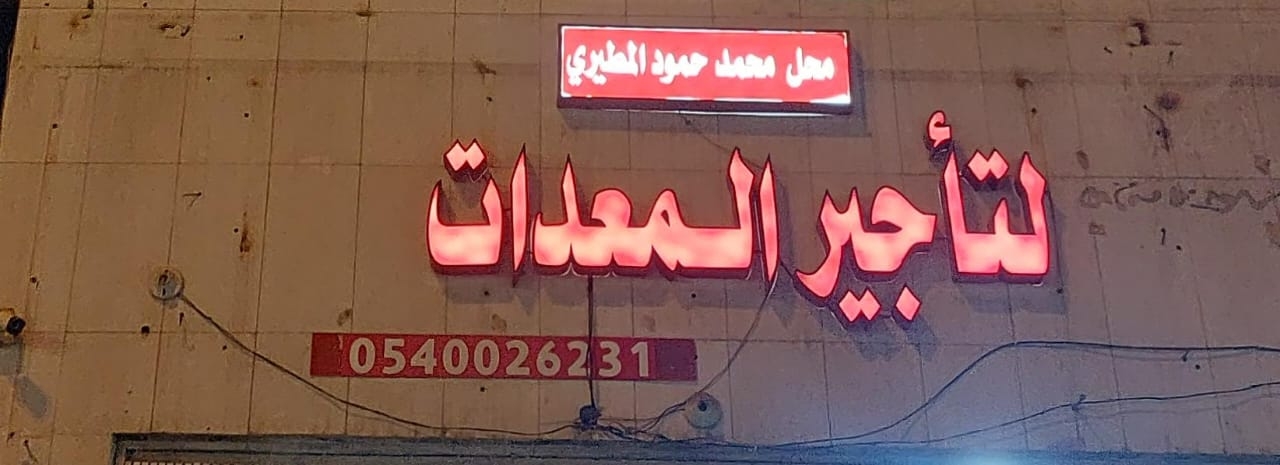 محل محمد حمود المطيري
لتأجير المعدات
0540026231